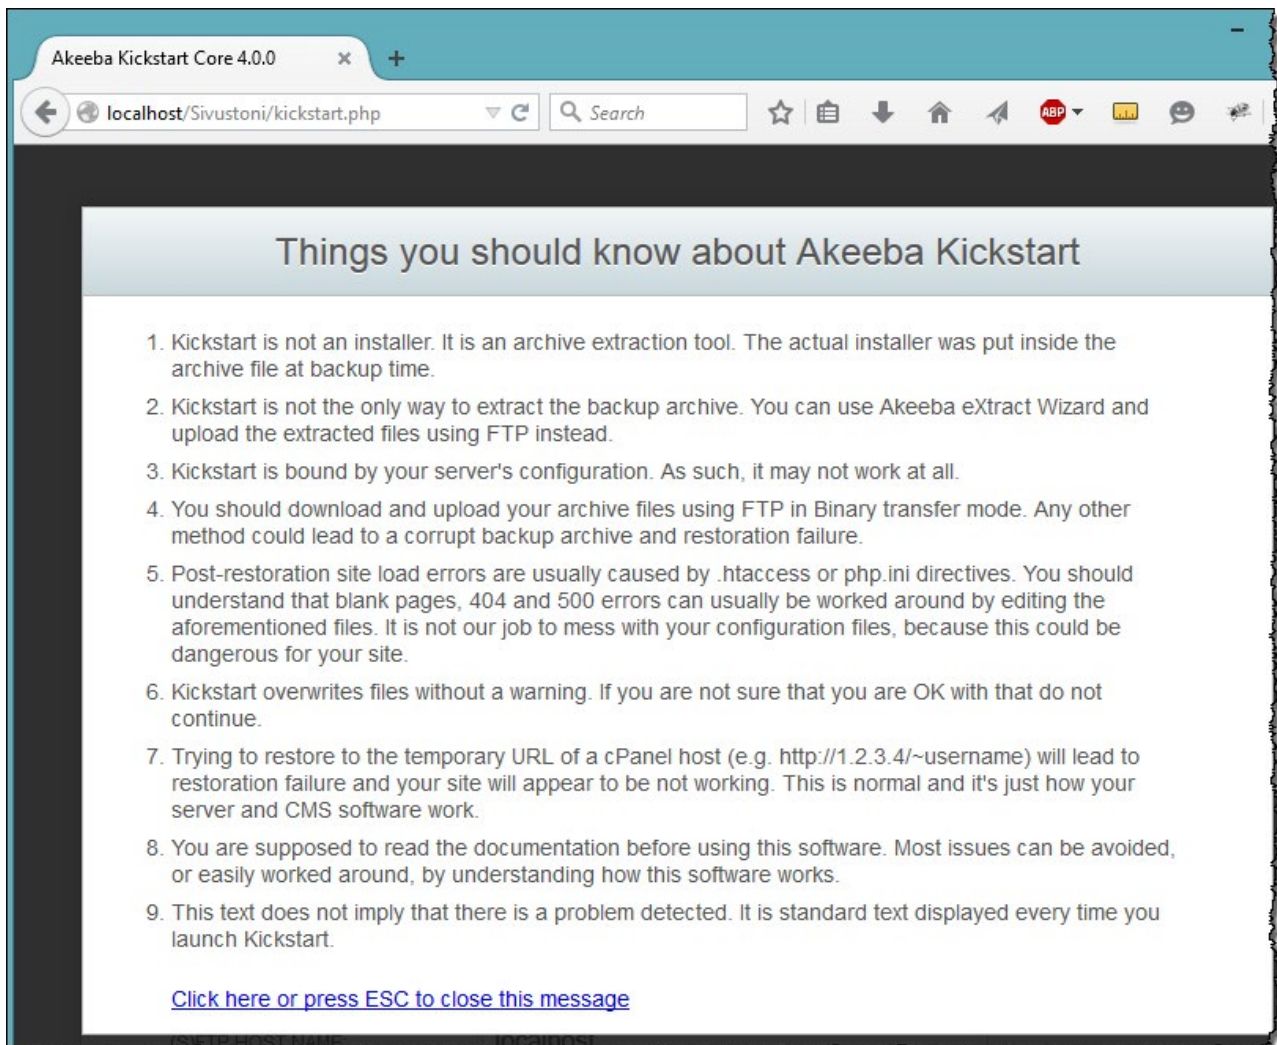 Akeeba Kickstart Core 4.0.0
localhost/Sivustoni/kickstart.php
Search
ABP
Things you should know about Akeeba Kickstart
1. Kickstart is not an installer. It is an archive extraction tool. The actual installer was put inside the
archive file at backup time.
2. Kickstart is not the only way to extract the backup archive. You can use Akeeba eXtract Wizard and
upload the extracted files using FTP instead.
3. Kickstart is bound by your server's configuration. As such, it may not work at all.
4. You should download and upload your archive files using FTP in Binary transfer mode. Any other
method could lead to a corrupt backup archive and restoration failure.
5. Post-restoration site load errors are usually caused by .htaccess or php.ini directives. You should
understand that blank pages, 404 and 500 errors can usually be worked around by editing the
aforementioned files. It is not our job to mess with your configuration files, because this could be
dangerous for your site.
6. Kickstart overwrites files without a warning. If you are not sure that you are OK with that do not
continue.
7. Trying to restore to the temporary URL of a cPanel host (e.g. http://1.2.3.4/~username) will lead to
restoration failure and your site will appear to be not working. This is normal and it's just how your
server and CMS software work.
8. You are supposed to read the documentation before using this software. Most issues can be avoided,
or easily worked around, by understanding how this software works.
9. This text does not imply that there is a problem detected. It is standard text displayed every time you
launch Kickstart.
Click here or press ESC to close this message
(S)FTP HOST NAME: localhost